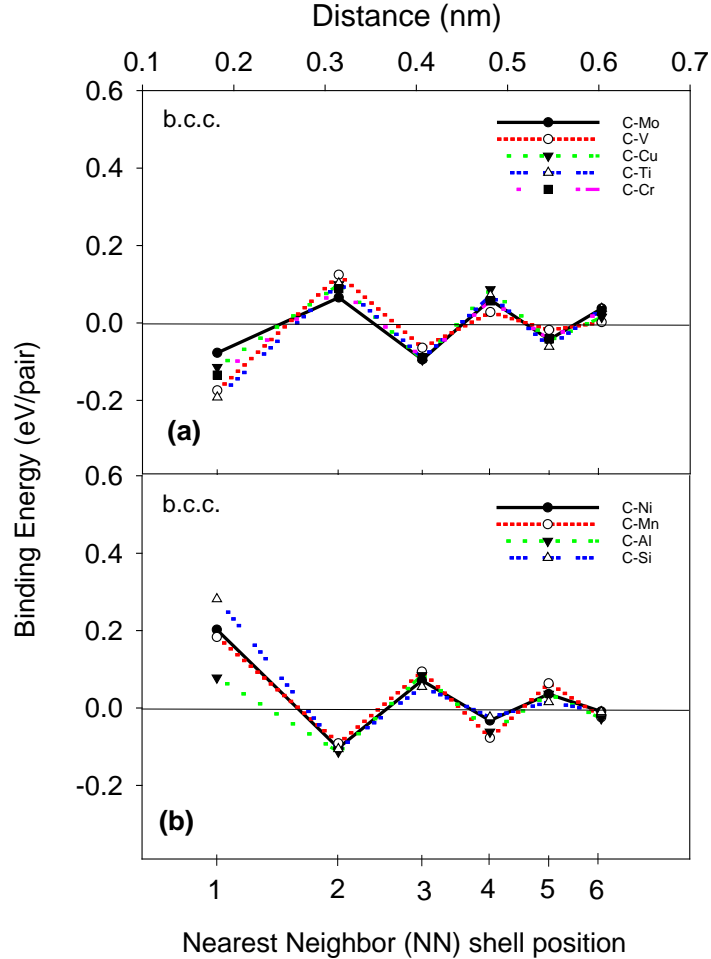 Distance (nm)
0.1 0.2 0.3 0.4 0.5 0.6 0.7
0.6
b.c.c.
C-Mo
C-V
C-Cu
C-Ti
C-Cr
0.4
0.2
0.0
-0.2
(a)
Binding Energy (eV/pair)
0.6
b.c.c.
C-Ni
C-Mn
C-Al
C-Si
0.4
0.2
0.0
-0.2
(b)
1 2 3 4 5 6
Nearest Neighbor (NN) shell position